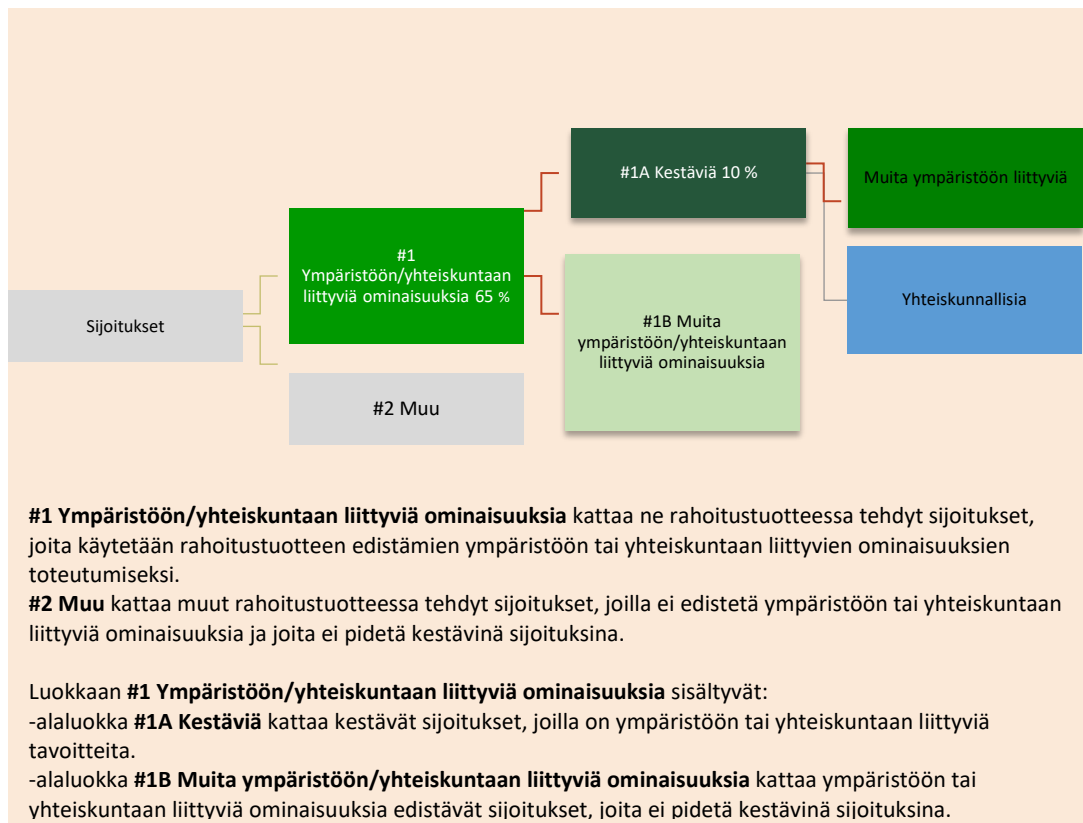 #1A Kestäviä 10 %
Muita ympäristöön liittyviä
#1
Ympäristöön/yhteiskuntaan
liittyviä ominaisuuksia 65 %
Sijoitukset
Yhteiskunnallisia
#1B Muita
ympäristöön/yhteiskuntaan
liittyviä ominaisuuksia
#2 Muu
#1 Ympäristöön/yhteiskuntaan liittyviä ominaisuuksia kattaa ne rahoitustuotteessa tehdyt sijoitukset,
joita käytetään rahoitustuotteen edistämien ympäristöön tai yhteiskuntaan liittyvien ominaisuuksien
toteutumiseksi.
#2 Muu kattaa muut rahoitustuotteessa tehdyt sijoitukset, joilla ei edistetä ympäristöön tai yhteiskuntaan
liittyviä ominaisuuksia ja joita ei pidetä kestävinä sijoituksina.
Luokkaan #1 Ympäristöön/yhteiskuntaan liittyviä ominaisuuksia sisältyvät:
-alaluokka #1A Kestäviä kattaa kestävät sijoitukset, joilla on ympäristöön tai yhteiskuntaan liittyviä
tavoitteita.
-alaluokka #1B Muita ympäristöön/yhteiskuntaan liittyviä ominaisuuksia kattaa ympäristöön tai
yhteiskuntaan liittyviä ominaisuuksia edistävät sijoitukset, joita ei pidetä kestävinä sijoituksina.